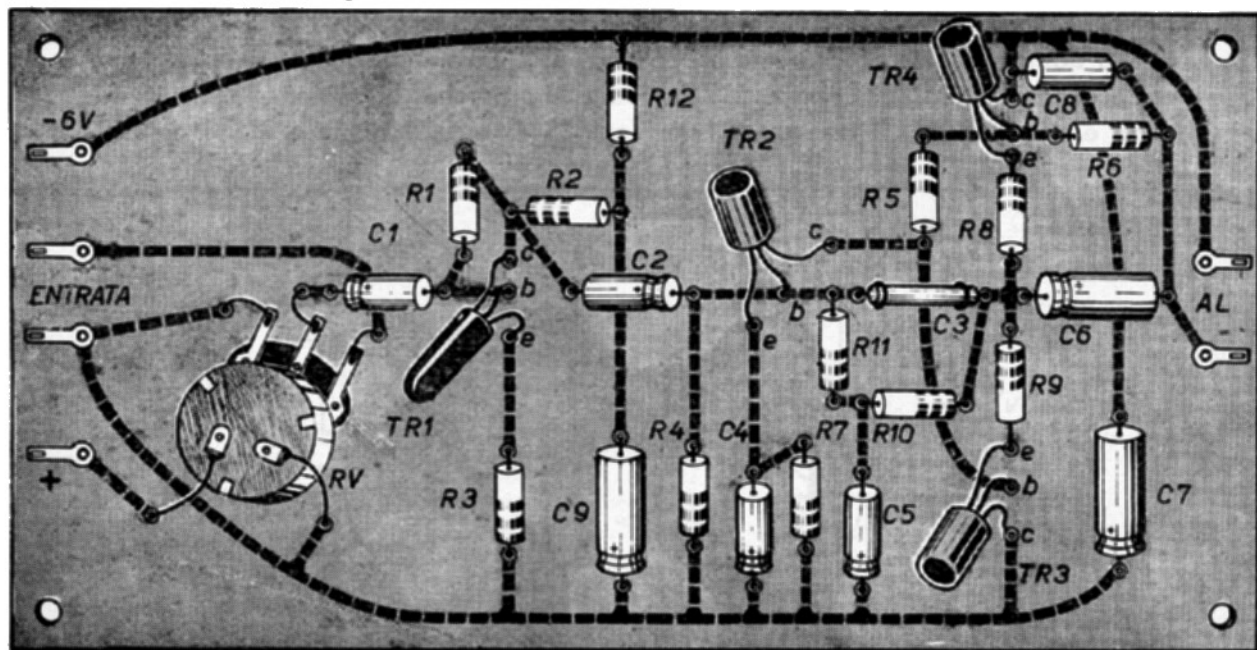 TR4
c
C8
b
R12
-6V
TR2
R6
e
R1
R2
R5
c
R8
C1
c
C2
b
ENTRATA
b
C3
C6
AL
e
e
R11
R9
TR1
R4
C4
R7
R10
e
+
RV
b
R3
C9
C5
C7
c
TR3